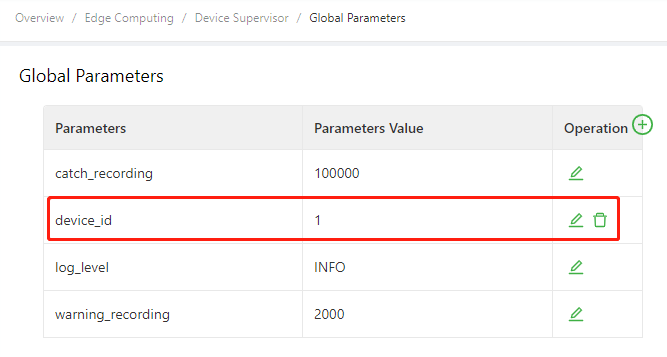 Overview / Edge Computing / Device Supervisor / Global Parameters
Global Parameters
Parameters Parameters Value Operation
catch_recording 100000
device_id 1
log_level INFO
warning_recording 2000